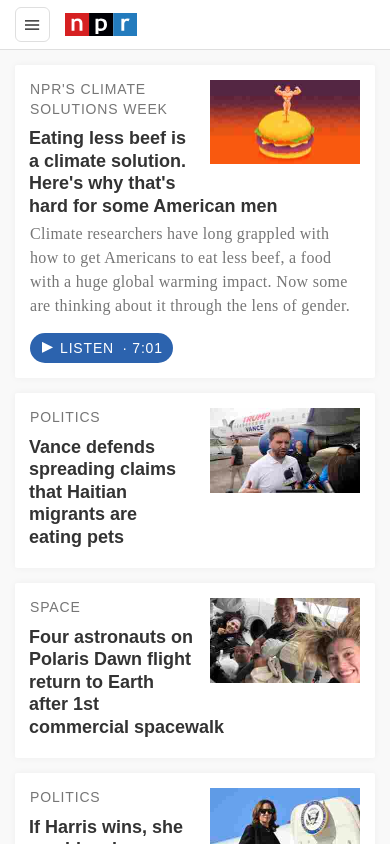 npr
NPR'S CLIMATE
SOLUTIONS WEEK
Eating less beef is
a climate solution.
Here's why that's
hard for some American men
Climate researchers have long grappled with
how to get Americans to eat less beef, a food
with a huge global warming impact. Now some
are thinking about it through the lens of gender.
LISTEN · 7:01
POLITICS
Vance defends
spreading claims
that Haitian
migrants are
eating pets
TRUMP
VANCE
SPACE
Four astronauts on
Polaris Dawn flight
return to Earth
after 1st
commercial spacewalk
POLITICS
If Harris wins, she